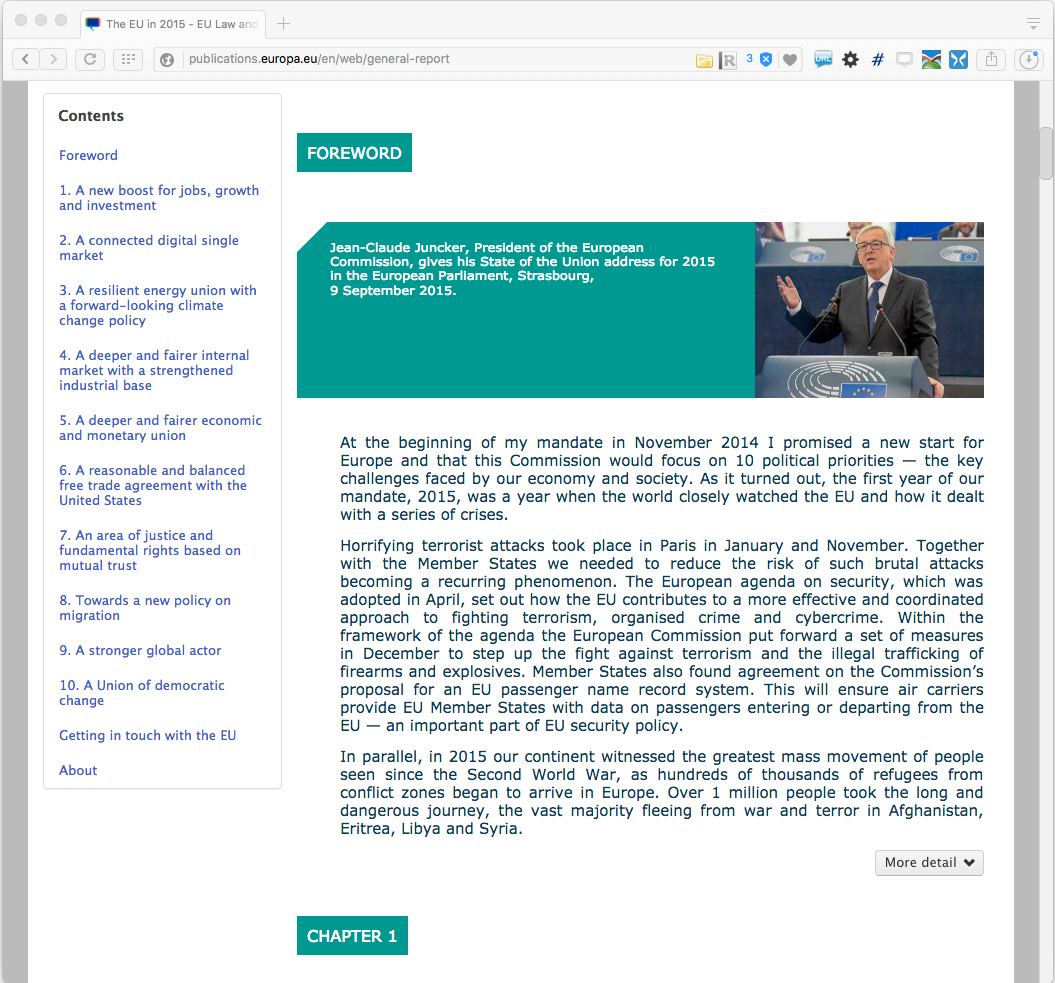 The EU in 2015 - EU Law and
publications.europa.eu/en/web/general-report
3
URL
#
Contents
Foreword
1. A new boost for jobs, growth
and investment
2. A connected digital single
market
3. A resilient energy union with
a forward-looking climate
change policy
4. A deeper and fairer internal
market with a strengthened
industrial base
5. A deeper and fairer economic
and monetary union
6. A reasonable and balanced
free trade agreement with the
United States
7. An area of justice and
fundamental rights based on
mutual trust
8. Towards a new policy on
migration
9. A stronger global actor
10. A Union of democratic
change
Getting in touch with the EU
About
FOREWORD
Jean-Claude Juncker, President of the European
Commission, gives his State of the Union address for 2015
in the European Parliament, Strasbourg,
9 September 2015.
At the beginning of my mandate in November 2014 I promised a new start for
Europe and that this Commission would focus on 10 political priorities — the key
challenges faced by our economy and society. As it turned out, the first year of our
mandate, 2015, was a year when the world closely watched the EU and how it dealt
with a series of crises.
Horrifying terrorist attacks took place in Paris in January and November. Together
with the Member States we needed to reduce the risk of such brutal attacks
becoming a recurring phenomenon. The European agenda on security, which was
adopted in April, set out how the EU contributes to a more effective and coordinated
approach to fighting terrorism, organised crime and cybercrime. Within the
framework of the agenda the European Commission put forward a set of measures
in December to step up the fight against terrorism and the illegal trafficking of
firearms and explosives. Member States also found agreement on the Commission’s
proposal for an EU passenger name record system. This will ensure air carriers
provide EU Member States with data on passengers entering or departing from the
EU — an important part of EU security policy.
In parallel, in 2015 our continent witnessed the greatest mass movement of people
seen since the Second World War, as hundreds of thousands of refugees from
conflict zones began to arrive in Europe. Over 1 million people took the long and
dangerous journey, the vast majority fleeing from war and terror in Afghanistan,
Eritrea, Libya and Syria.
More detail
CHAPTER 1